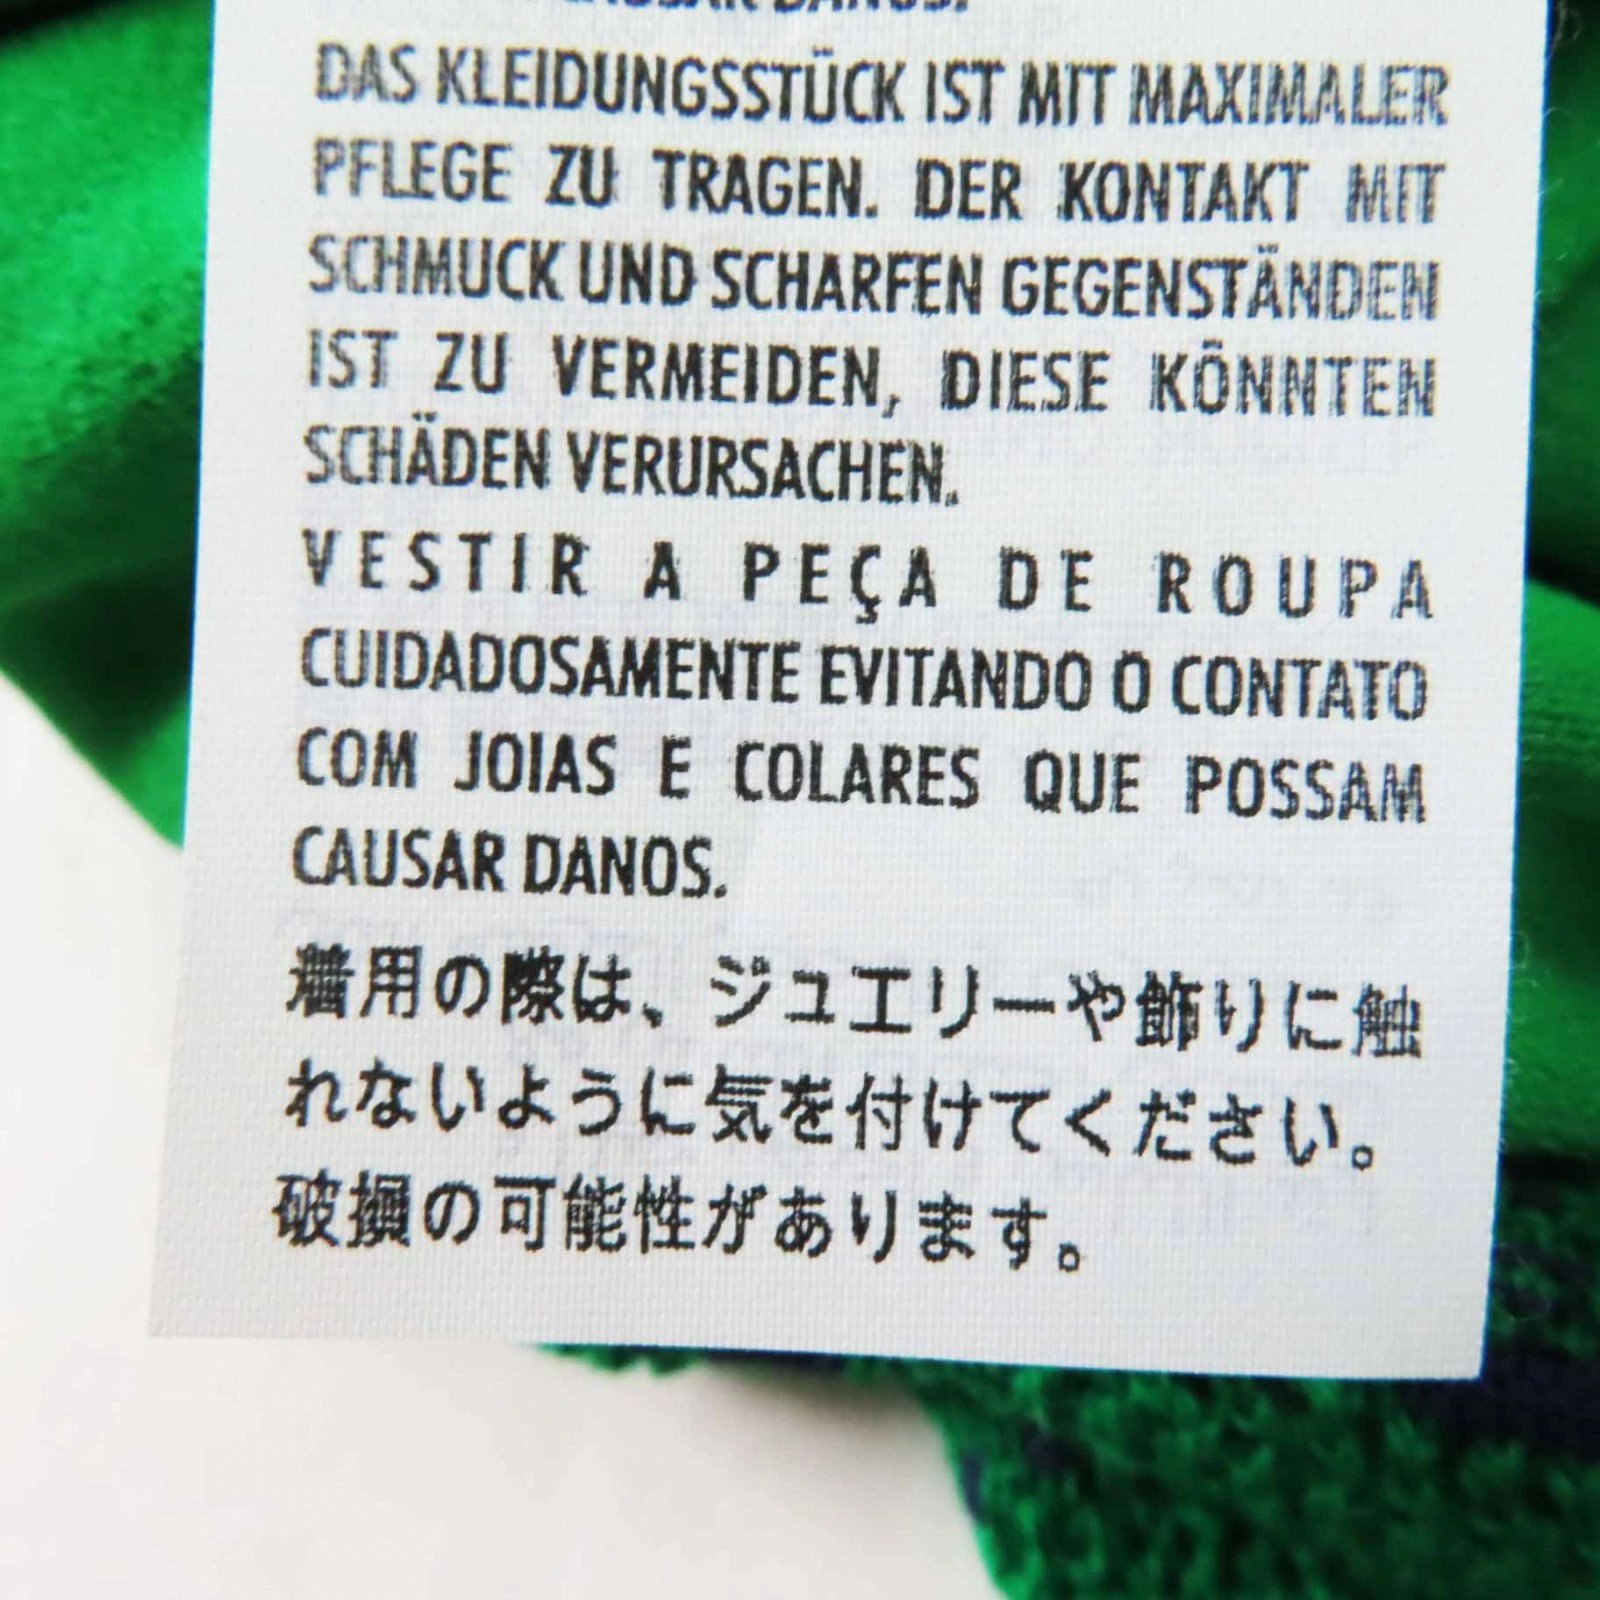 CAUSAR DANOS.
DAS KLEIDUNGSSTÜCK IST MIT MAXIMALER
PFLEGE ZU TRAGEN. DER KONTAKT MIT
SCHMUCK UND SCHARFEN GEGENSTÄNDEN
IST ZU VERMEIDEN, DIESE KÖNNTEN
SCHÄDEN VERURSACHEN.
VESTIR A PEÇA DE ROUPA
CUIDADOSAMENTE EVITANDO O CONTATO
COM JOIAS E COLARES QUE POSSAM
CAUSAR DANOS.
着用の際は、ジュエリーや飾りに触
れないように気を付けてください。
破損の可能性があります。